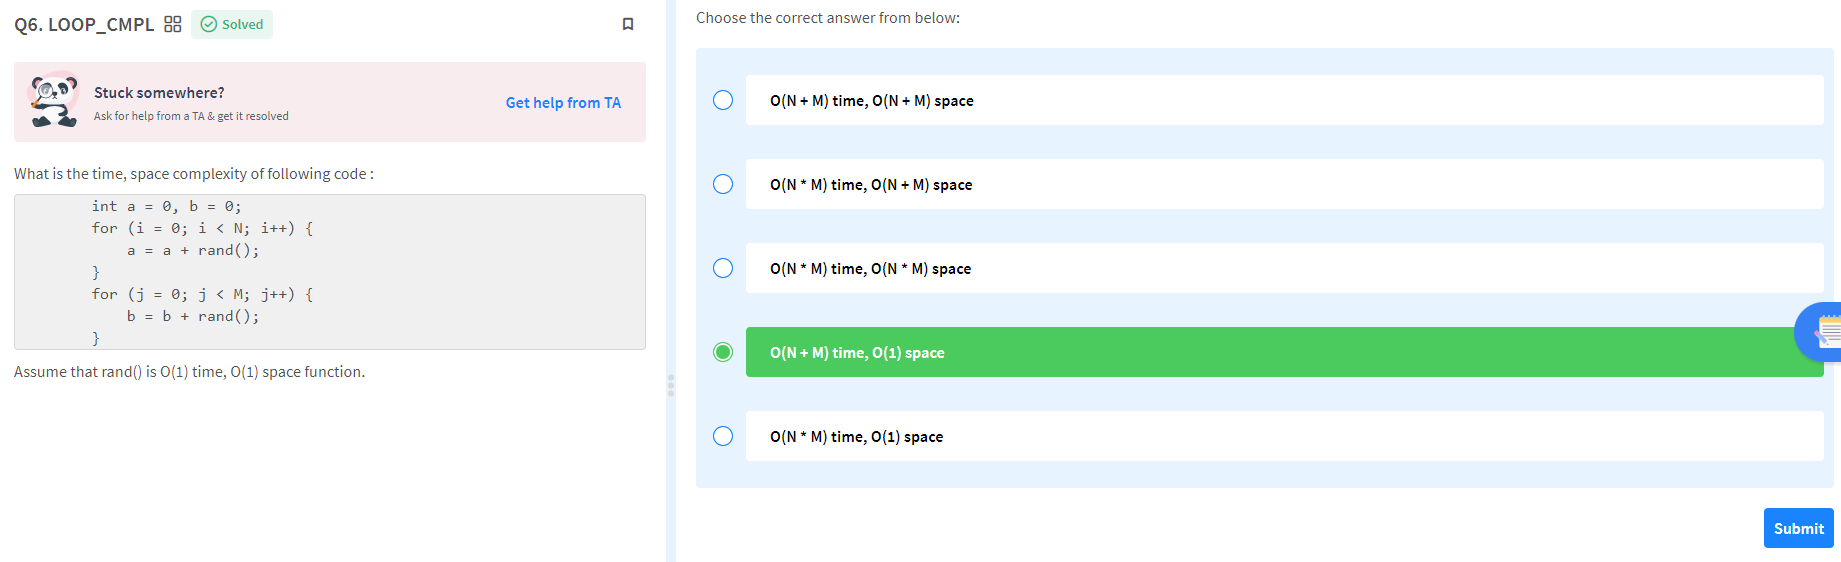 Q6. LOOP_CMPL
Solved
Stuck somewhere?
Ask for help from a TA & get it resolved
Get help from TA
What is the time, space complexity of following code :
int a = 0, b = 0;
for (i = 0; i < N; i++) {
    a = a + rand();
}
for (j = 0; j < M; j++) {
    b = b + rand();
}
Assume that rand() is O(1) time, O(1) space function.
Choose the correct answer from below:
O(N + M) time, O(N + M) space
O(N * M) time, O(N + M) space
O(N * M) time, O(N * M) space
O(N + M) time, O(1) space
O(N * M) time, O(1) space
Submit